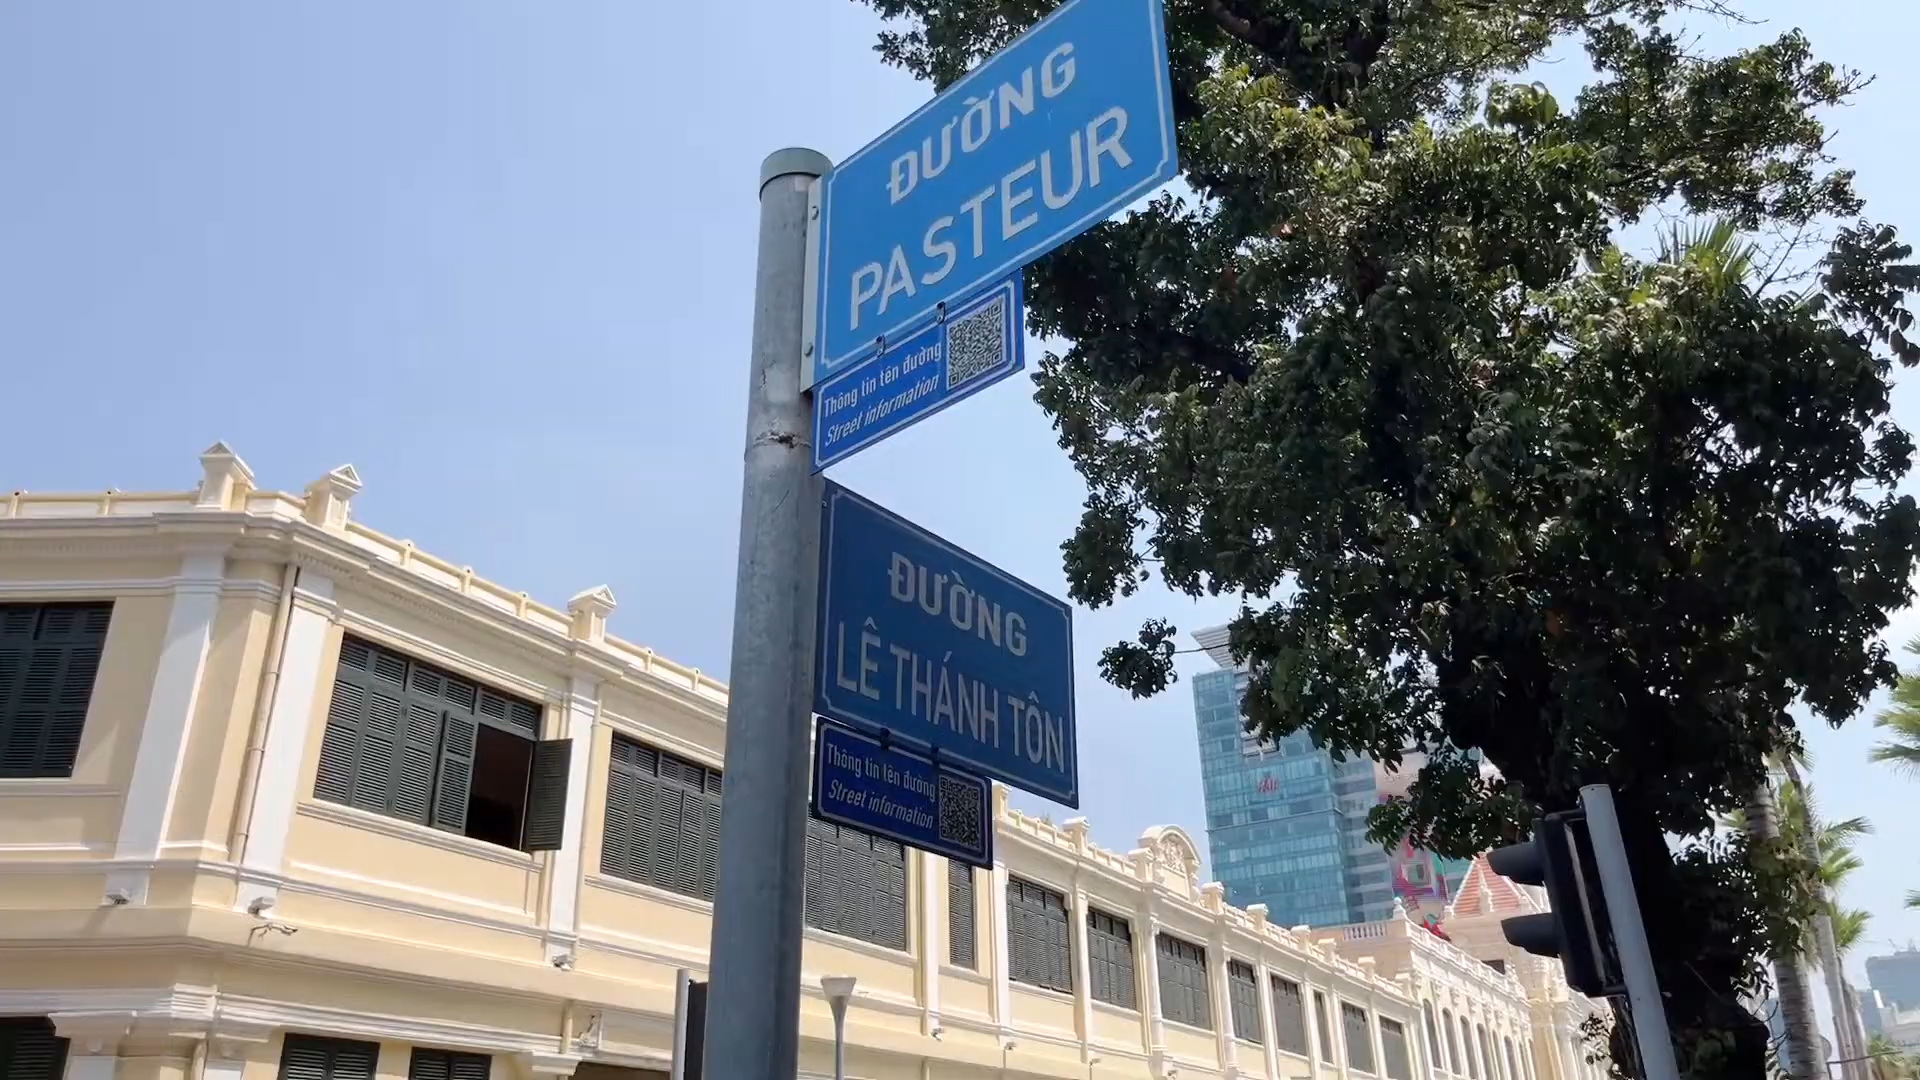 ĐƯỜNG
PASTEUR
Thông tin tên đường
Street information
ĐƯỜNG
LÊ THÁNH TÔN
Thông tin tên đường
Street information